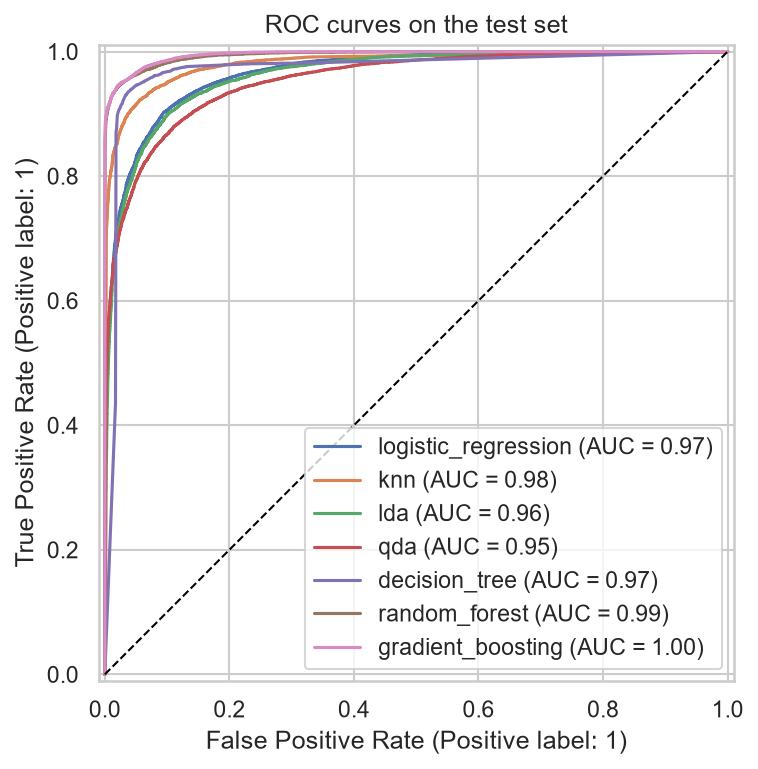 ROC curves on the test set
True Positive Rate (Positive label: 1)
1.0
0.8
0.6
0.4
0.2
0.0
logistic_regression (AUC = 0.97)
knn (AUC = 0.98)
lda (AUC = 0.96)
qda (AUC = 0.95)
decision_tree (AUC = 0.97)
random_forest (AUC = 0.99)
gradient_boosting (AUC = 1.00)
0.0 0.2 0.4 0.6 0.8 1.0
False Positive Rate (Positive label: 1)